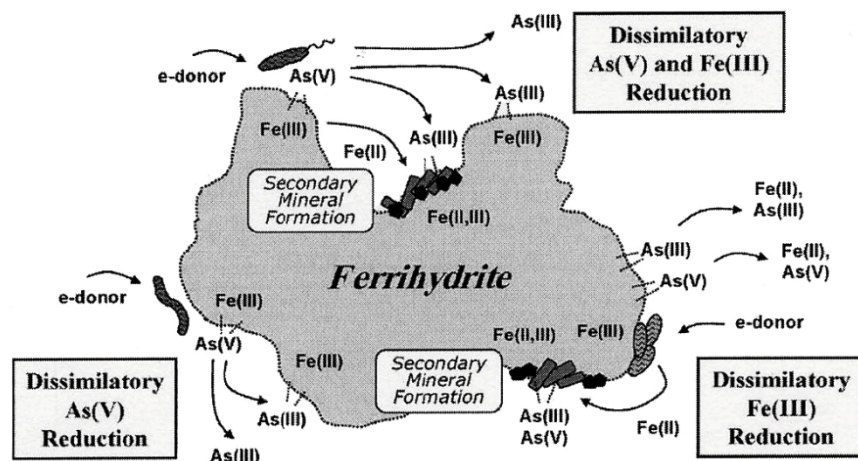 As(III)
Dissimilatory
As(V) and Fe(III)
Reduction
e-donor
As(V)
As(III)
Fe(III)
As(III)
Fe(III)
Fe(II)
Secondary
Mineral
Formation
Fe(II,III)
Fe(II),
As(III)
As(III)
Ferrihydrite
Fe(II),
As(V)
As(V)
e-donor
Fe(III)
Fe(II,III)
Fe(III)
e-donor
As(V)
Fe(III)
Secondary
Mineral
Formation
Dissimilatory
As(V)
Reduction
As(III)
As(III)
As(III)
As(V)
Fe(II)
Dissimilatory
Fe(III)
Reduction